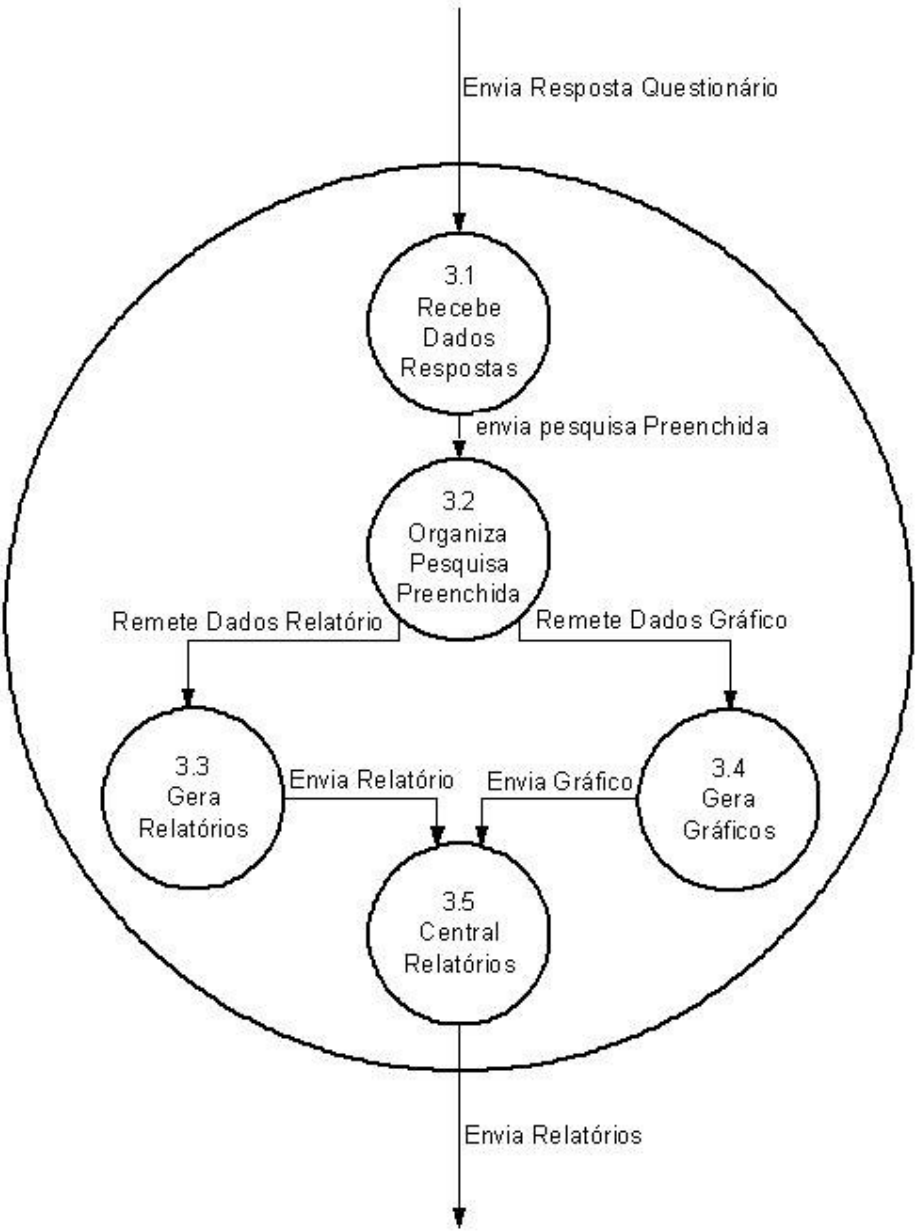 Envia Resposta Questionário
3.1
Recebe
Dados
Respostas
envia pesquisa Preenchida
3.2
Organiza
Pesquisa
Preenchida
Remete Dados Relatório
Remete Dados Gráfico
3.3
Gera
Relatórios
Envia Relatório
Envia Gráfico
3.4
Gera
Gráficos
3.5
Central
Relatórios
Envia Relatórios